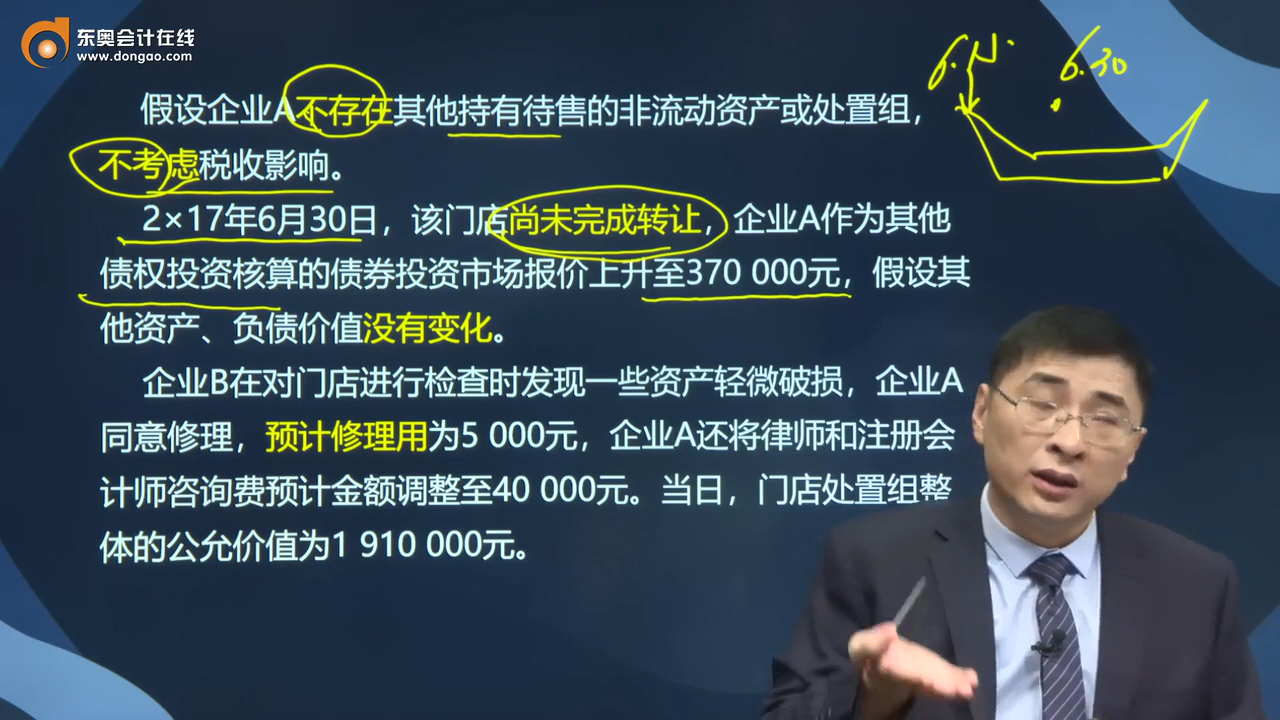 东奥会计在线
www.dongao.com
6.30
假设企业A不存在其他持有待售的非流动资产或处置组，
不考虑税收影响。
2×17年6月30日，该门店尚未完成转让，企业A作为其他
债权投资核算的债券投资市场报价上升至370 000元，假设其
他资产、负债价值没有变化。
企业B在对门店进行检查时发现一些资产轻微破损，企业A
同意修理，预计修理用为5 000元，企业A还将律师和注册会
计师咨询费预计金额调整至40 000元。当日，门店处置组整
体的公允价值为1 910 000元。